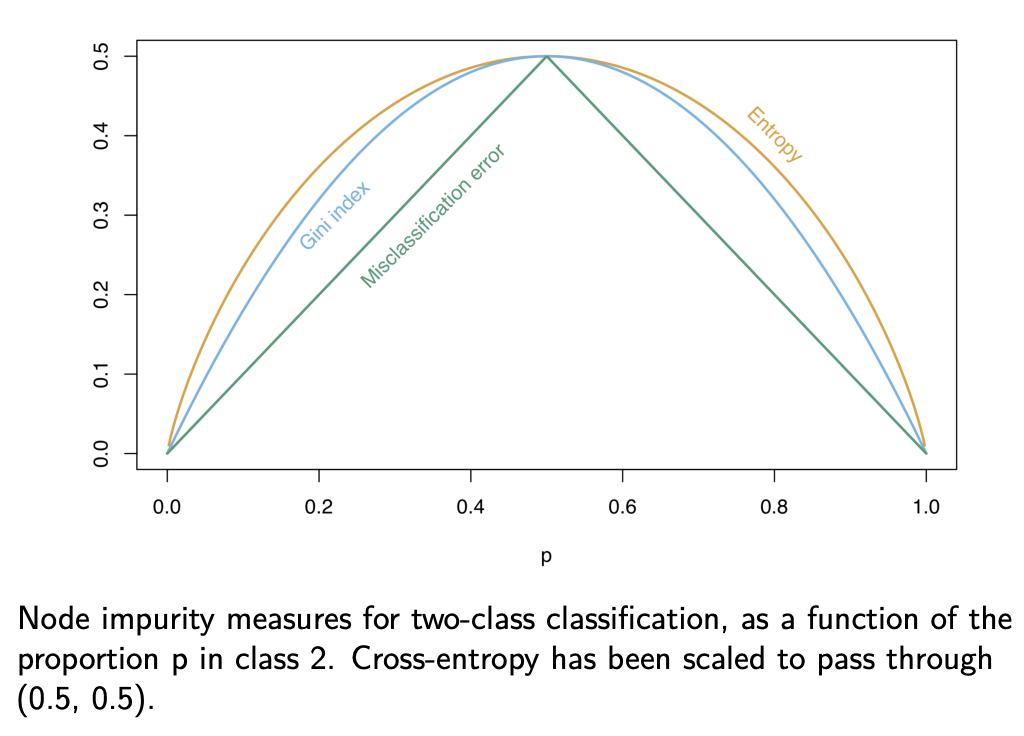 0.5
0.4
0.3
0.2
0.1
0.0
Entropy
Gini index
Misclassification error
0.0 0.2 0.4 0.6 0.8 1.0
p
Node impurity measures for two-class classification, as a function of the
proportion p in class 2. Cross-entropy has been scaled to pass through
(0.5, 0.5).